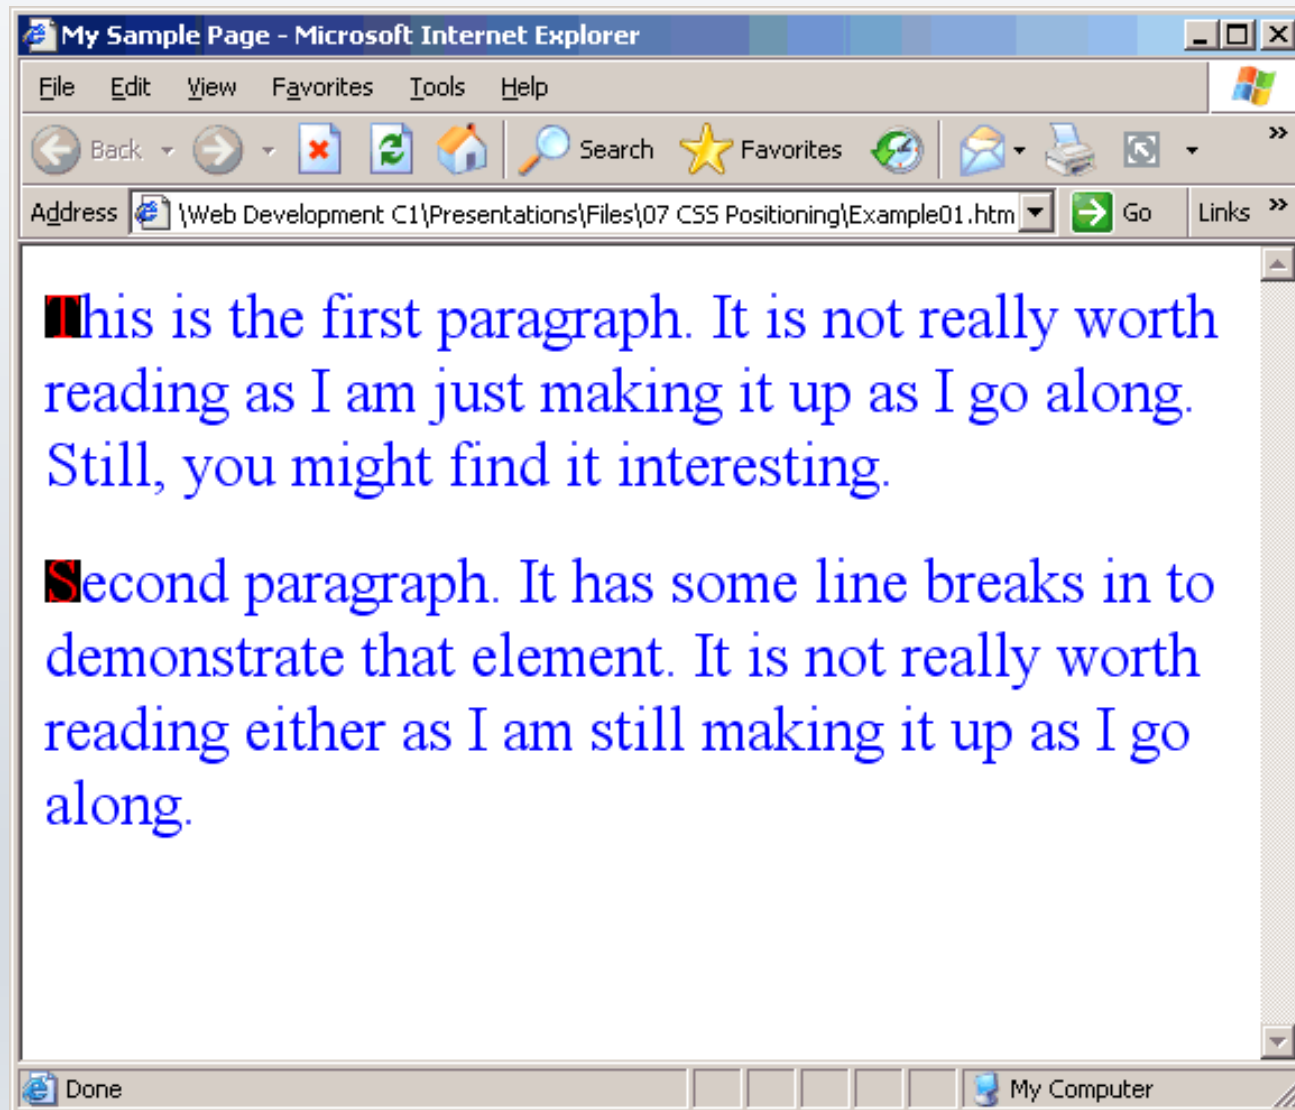 My Sample Page - Microsoft Internet Explorer
File Edit View Favorites Tools Help
Back Search Favorites »
Address \Web Development C1\Presentations\Files\07 CSS Positioning\Example01.htm Go Links »
This is the first paragraph. It is not really worth
reading as I am just making it up as I go along.
Still, you might find it interesting.
Second paragraph. It has some line breaks in to
demonstrate that element. It is not really worth
reading either as I am still making it up as I go
along.
Done My Computer